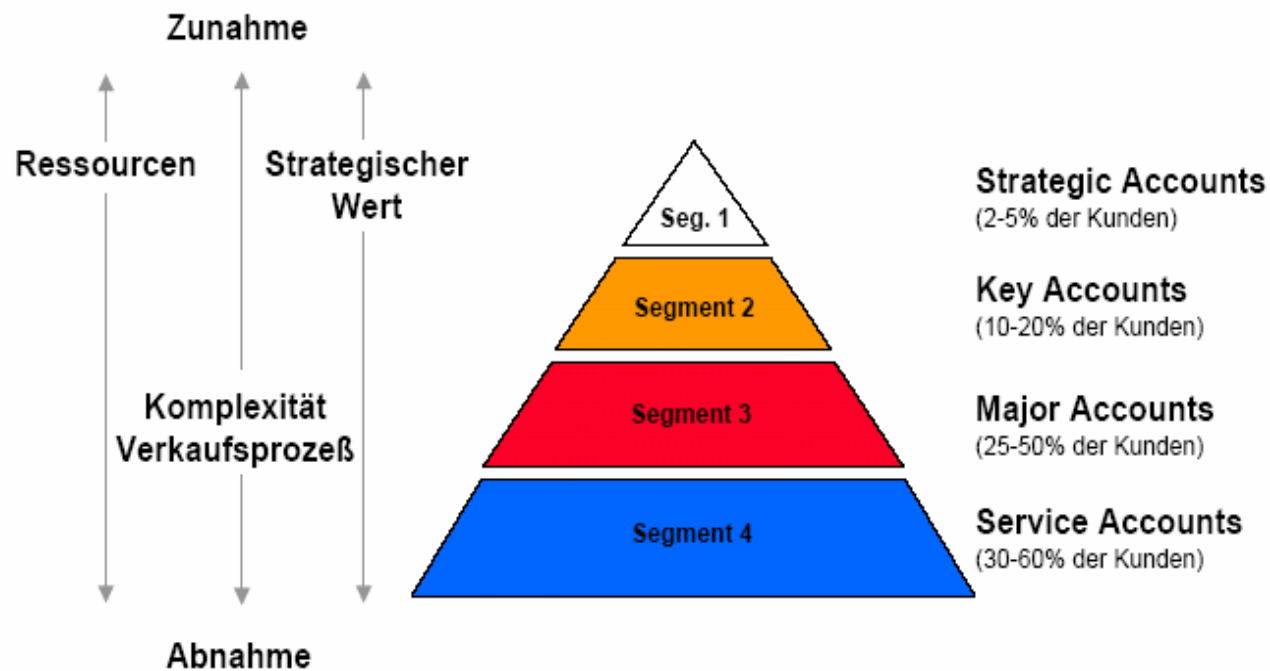 Zunahme
Ressourcen
Strategischer
Wert
Komplexität
Verkaufsprozeß
Abnahme
Seg. 1
Segment 2
Segment 3
Segment 4
Strategic Accounts
(2-5% der Kunden)
Key Accounts
(10-20% der Kunden)
Major Accounts
(25-50% der Kunden)
Service Accounts
(30-60% der Kunden)